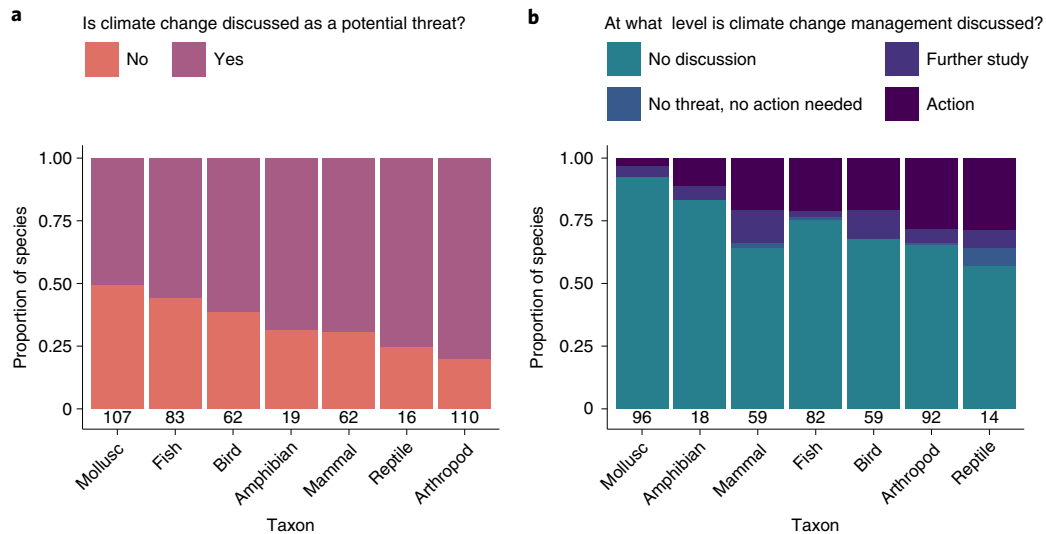 a
Is climate change discussed as a potential threat?
No
Yes
Proportion of species
1.00
0.75
0.50
0.25
0
107
83
62
19
62
16
110
Mollusc
Fish
Bird
Amphibian
Mammal
Reptile
Arthropod
Taxon
b
At what level is climate change management discussed?
No discussion
Further study
No threat, no action needed
Action
Proportion of species
1.00
0.75
0.50
0.25
0
96
18
59
82
59
92
14
Mollusc
Amphibian
Mammal
Fish
Bird
Arthropod
Reptile
Taxon